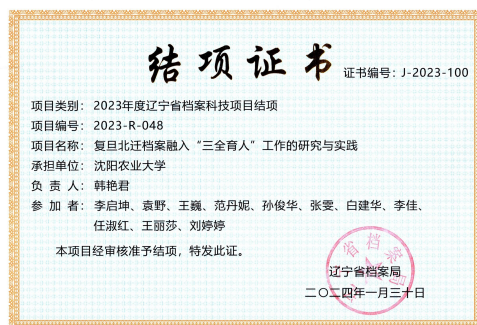 结项证书
证书编号：J-2023-100
项目类别：2023年度辽宁省档案科技项目结项
项目编号：2023-R-048
项目名称：复旦北迁档案融入“三全育人”工作的研究与实践
承担单位：沈阳农业大学
负 责 人：韩艳君
参 加 者：李启坤、袁野、王巍、范丹妮、孙俊华、张雯、白建华、李佳、
任淑红、王丽莎、刘婷婷
本项目经审核准予结项，特发此证。
辽宁省档案局
二〇二四年一月三十日